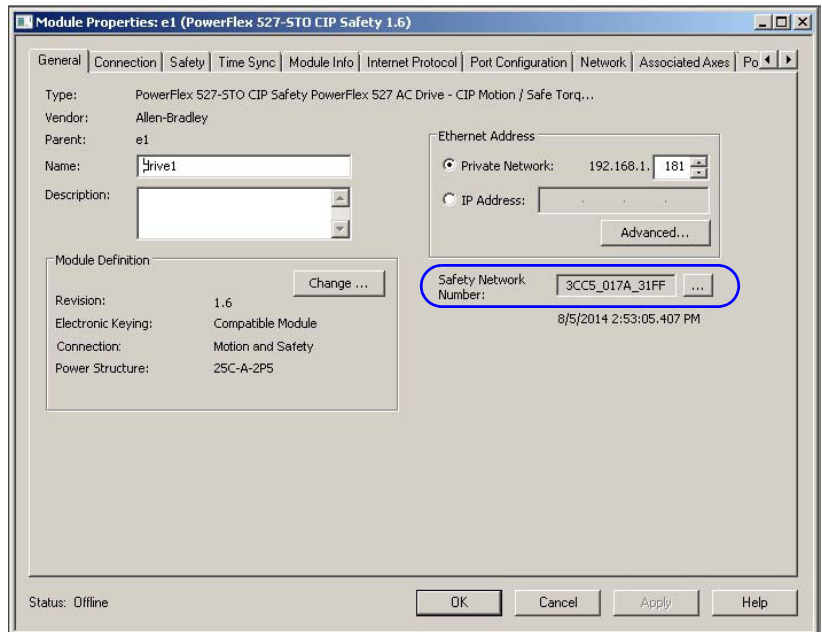 Module Properties: e1 (PowerFlex 527-STO CIP Safety 1.6)
General Connection Safety Time Sync Module Info Internet Protocol Port Configuration Network Associated Axes Po
Type: PowerFlex 527-STO CIP Safety PowerFlex 527 AC Drive - CIP Motion / Safe Torq...
Vendor: Allen-Bradley
Parent: e1
Name: drive1
Description:
Ethernet Address
Private Network: 192.168.1. 181
IP Address: . . .
Advanced...
Module Definition
Change ...
Revision: 1.6
Electronic Keying: Compatible Module
Connection: Motion and Safety
Power Structure: 25C-A-2P5
Safety Network
Number: 3CC5_017A_31FF ...
8/5/2014 2:53:05.407 PM
Status: Offline
OK Cancel Apply Help